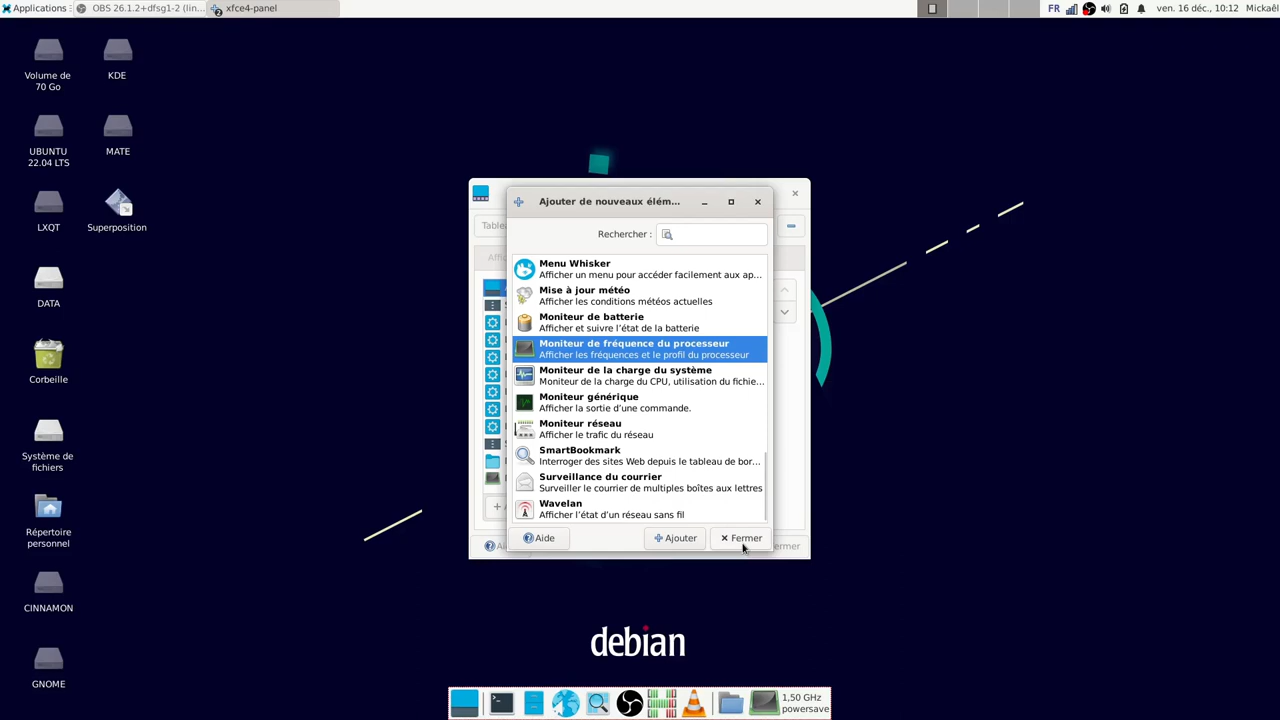 Applications
OBS 26.1.2+dfsg1-2 (lin...
xfce4-panel
FR
ven. 16 déc., 10:12
Mickaël
Volume de
70 Go
KDE
UBUNTU
22.04 LTS
MATE
LXQT
Superposition
DATA
Corbeille
Système de
fichiers
Répertoire
personnel
CINNAMON
GNOME
Ajouter de nouveaux élém...
Rechercher :
Menu Whisker
Afficher un menu pour accéder facilement aux ap...
Mise à jour météo
Afficher les conditions météos actuelles
Moniteur de batterie
Afficher et suivre l’état de la batterie
Moniteur de fréquence du processeur
Afficher les fréquences et le profil du processeur
Moniteur de la charge du système
Moniteur de la charge du CPU, utilisation du fichie...
Moniteur générique
Afficher la sortie d’une commande.
Moniteur réseau
Afficher le trafic du réseau
SmartBookmark
Interroger des sites Web depuis le tableau de bor...
Surveillance du courrier
Surveiller le courrier de multiples boîtes aux lettres
Wavelan
Afficher l’état d’un réseau sans fil
Aide
Ajouter
Fermer
debian
1,50 GHz
powersave